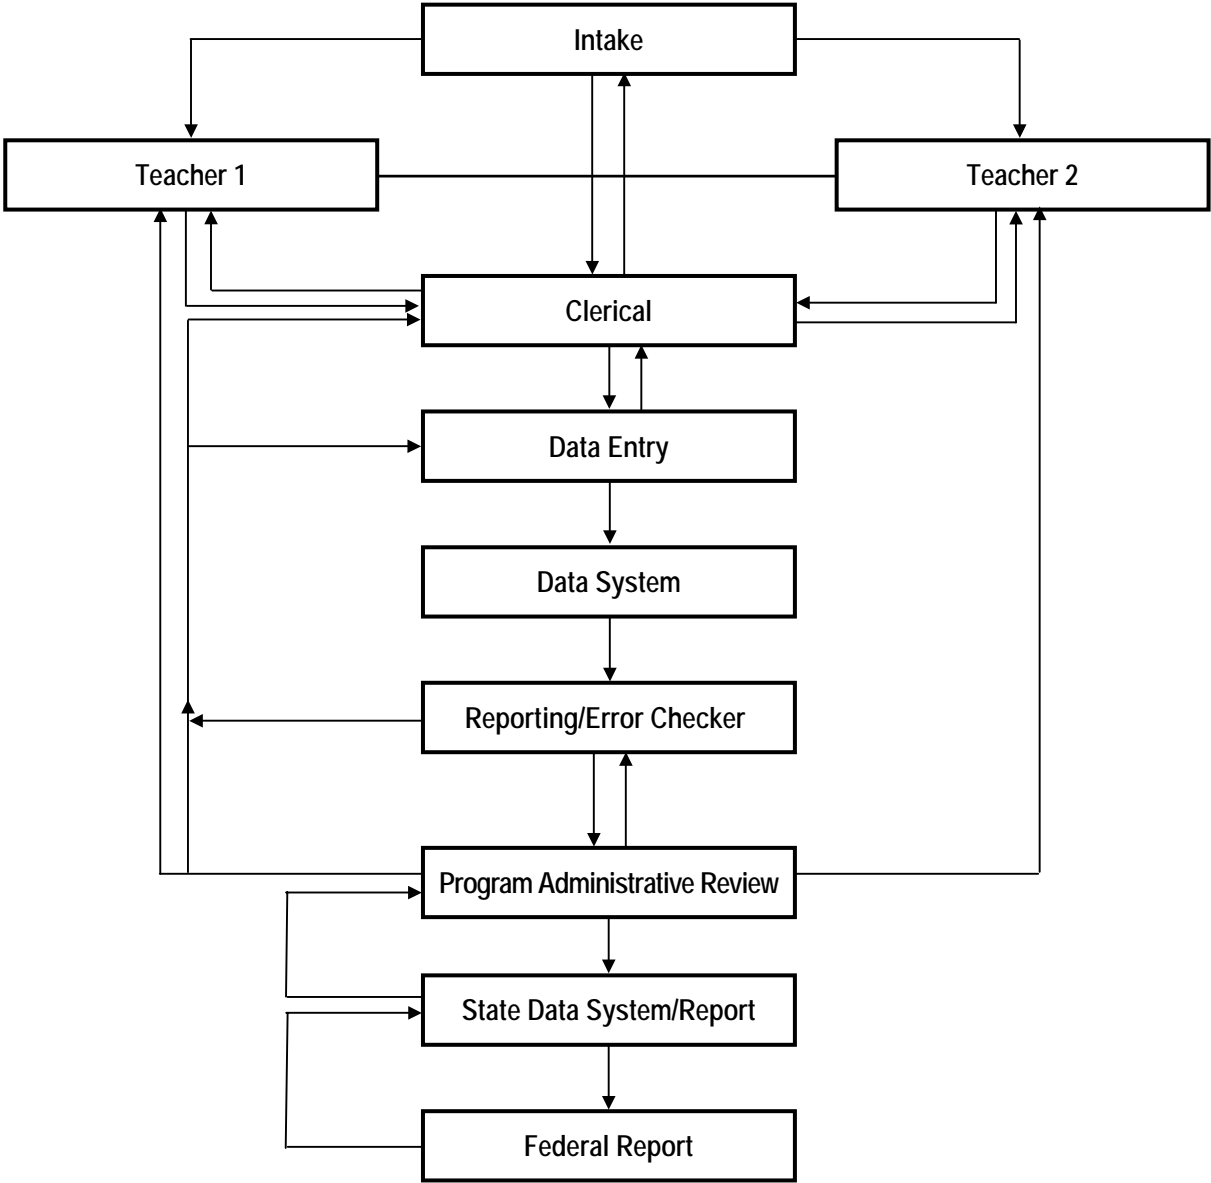 Intake
Teacher 1
Teacher 2
Clerical
Data Entry
Data System
Reporting/Error Checker
Program Administrative Review
State Data System/Report
Federal Report